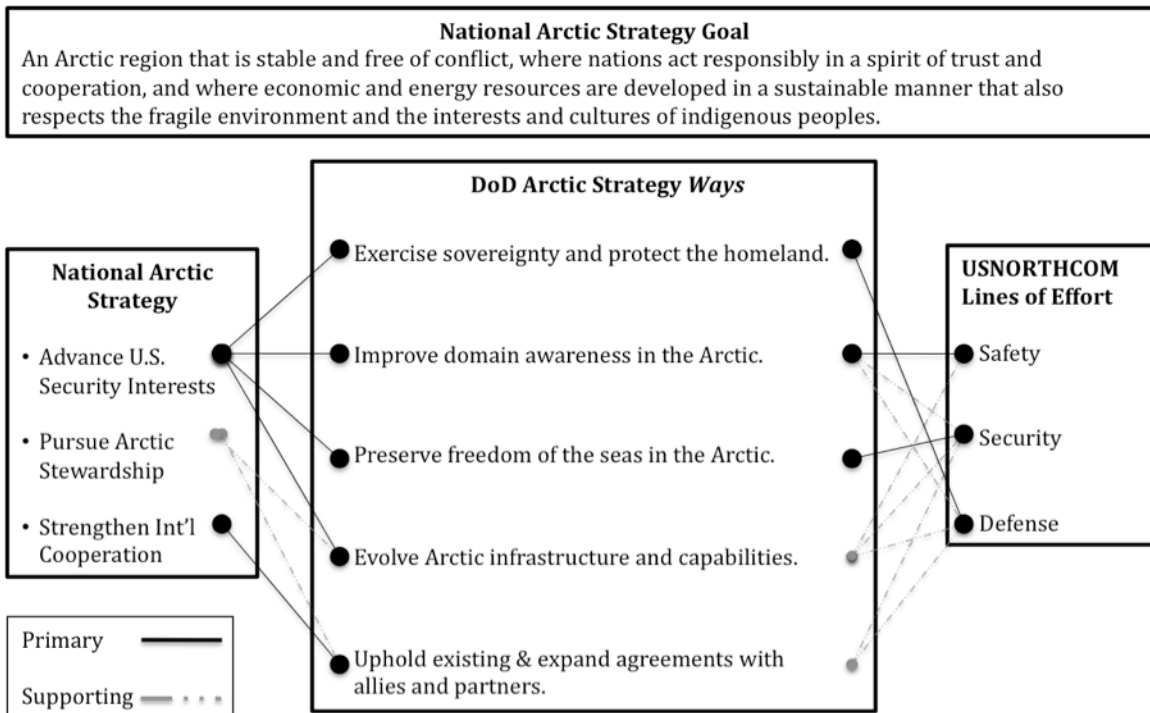 National Arctic Strategy Goal
An Arctic region that is stable and free of conflict, where nations act responsibly in a spirit of trust and
cooperation, and where economic and energy resources are developed in a sustainable manner that also
respects the fragile environment and the interests and cultures of indigenous peoples.
DoD Arctic Strategy Ways
Exercise sovereignty and protect the homeland.
Improve domain awareness in the Arctic.
Preserve freedom of the seas in the Arctic.
Evolve Arctic infrastructure and capabilities.
Uphold existing & expand agreements with
allies and partners.
National Arctic
Strategy
• Advance U.S.
Security Interests
• Pursue Arctic
Stewardship
• Strengthen Int'l
Cooperation
USNORTHCOM
Lines of Effort
Safety
Security
Defense
Primary
Supporting